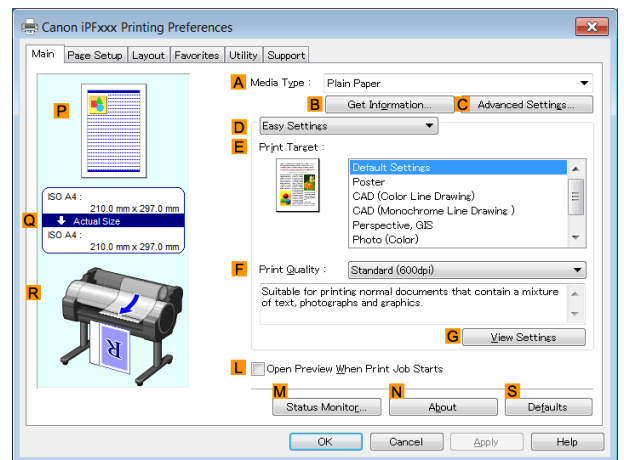 Canon iPFxxx Printing Preferences
Main Page Setup Layout Favorites Utility Support
A Media Type : Plain Paper
B Get Information... C Advanced Settings...
D Easy Settings
E Print Target :
Default Settings
Poster
CAD (Color Line Drawing)
CAD (Monochrome Line Drawing )
Perspective, GIS
Photo (Color)
P
ISO A4 :
210.0 mm x 297.0 mm
Q Actual Size
ISO A4 :
210.0 mm x 297.0 mm
R
R
F Print Quality : Standard (600dpi)
Suitable for printing normal documents that contain a mixture
of text, photographs and graphics.
G View Settings
L Open Preview When Print Job Starts
M N S
Status Monitor... About Defaults
OK Cancel Apply Help